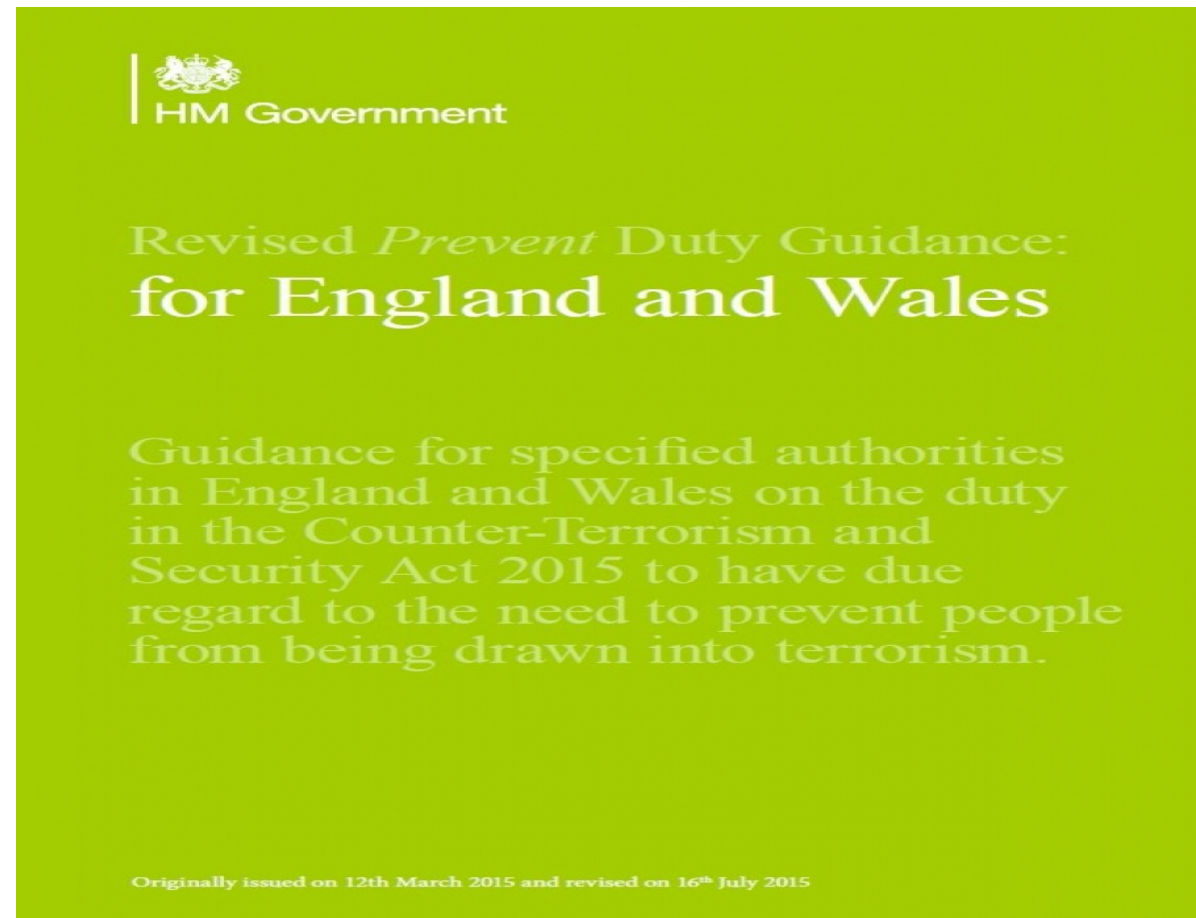 HM Government
Revised Prevent Duty Guidance:
for England and Wales
Guidance for specified authorities
in England and Wales on the duty
in the Counter-Terrorism and
Security Act 2015 to have due
regard to the need to prevent people
from being drawn into terrorism.
Originally issued on 12th March 2015 and revised on 16th July 2015